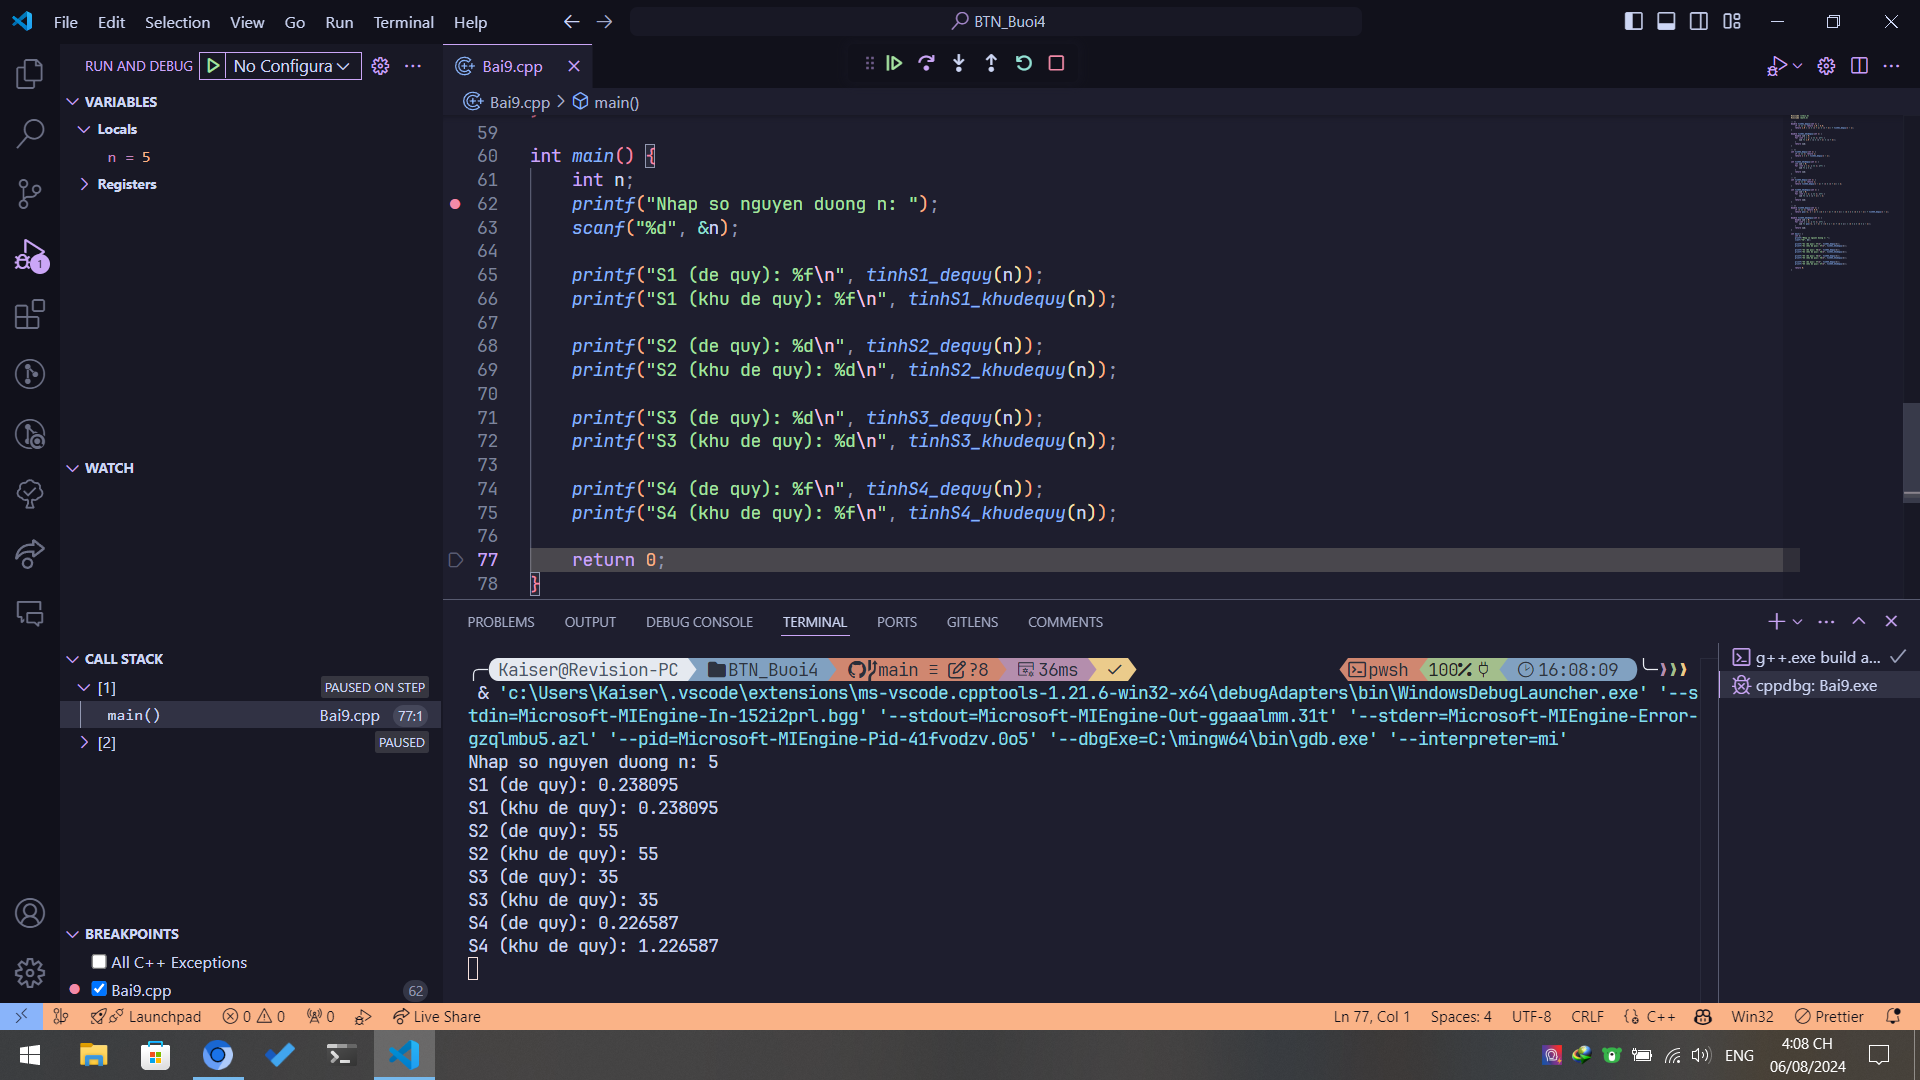 File Edit Selection View Go Run Terminal Help
BTN_Buoi4
RUN AND DEBUG
No Configura
VARIABLES
Locals
n = 5
Registers
WATCH
CALL STACK
[1] PAUSED ON STEP
main() Bai9.cpp 77:1
[2] PAUSED
BREAKPOINTS
All C++ Exceptions
Bai9.cpp 62
1
Bai9.cpp
Bai9.cpp > main()
59
60 int main() {
61 int n;
62 printf("Nhap so nguyen duong n: ");
63 scanf("%d", &n);
64
65 printf("S1 (de quy): %f\n", tinhS1_dequy(n));
66 printf("S1 (khu de quy): %f\n", tinhS1_khudequy(n));
67
68 printf("S2 (de quy): %d\n", tinhS2_dequy(n));
69 printf("S2 (khu de quy): %d\n", tinhS2_khudequy(n));
70
71 printf("S3 (de quy): %d\n", tinhS3_dequy(n));
72 printf("S3 (khu de quy): %d\n", tinhS3_khudequy(n));
73
74 printf("S4 (de quy): %f\n", tinhS4_dequy(n));
75 printf("S4 (khu de quy): %f\n", tinhS4_khudequy(n));
76
77 return 0;
78 }
PROBLEMS OUTPUT DEBUG CONSOLE TERMINAL PORTS GITLENS COMMENTS
Kaiser@Revision-PC BTN_Buoi4 main ≡ ?8 36ms ✓ pwsh 100% 16:08:09
& 'c:\Users\Kaiser\.vscode\extensions\ms-vscode.cpptools-1.21.6-win32-x64\debugAdapters\bin\WindowsDebugLauncher.exe' '--s
tdin=Microsoft-MIEngine-In-152i2prl.bgg' '--stdout=Microsoft-MIEngine-Out-ggaaalmm.31t' '--stderr=Microsoft-MIEngine-Error-
gzqlmbu5.azl' '--pid=Microsoft-MIEngine-Pid-41fvodzv.0o5' '--dbgExe=C:\mingw64\bin\gdb.exe' '--interpreter=mi'
Nhap so nguyen duong n: 5
S1 (de quy): 0.238095
S1 (khu de quy): 0.238095
S2 (de quy): 55
S2 (khu de quy): 55
S3 (de quy): 35
S3 (khu de quy): 35
S4 (de quy): 0.226587
S4 (khu de quy): 1.226587
g++.exe build a...
cppdbg: Bai9.exe
Launchpad 0 0 0 Live Share
Ln 77, Col 1 Spaces: 4 UTF-8 CRLF {} C++ Win32 Prettier
ENG
4:08 CH
06/08/2024